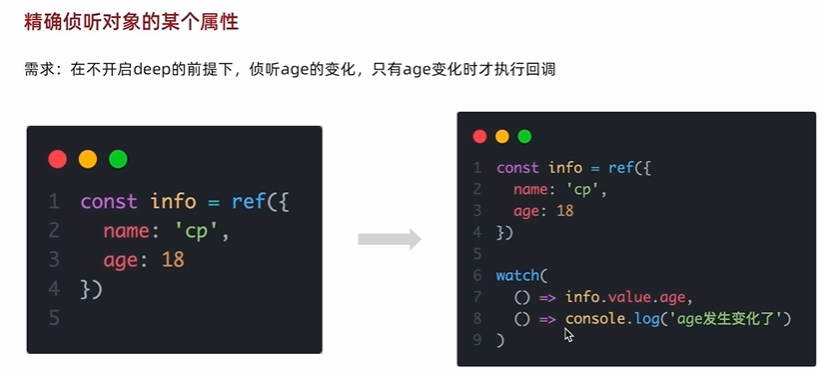 精确侦听对象的某个属性
需求：在不开启deep的前提下，侦听age的变化，只有age变化时才执行回调
1 const info = ref({
2   name: 'cp',
3   age: 18
4 })
5
1 const info = ref({
2   name: 'cp',
3   age: 18
4 })
5
6 watch(
7   () => info.value.age,
8   () => console.log('age发生变化了')
9 )